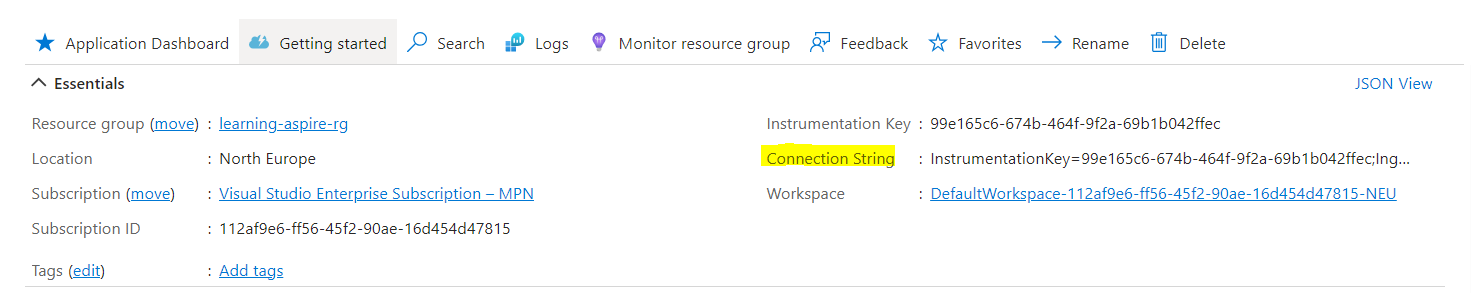 Application Dashboard Getting started Search Logs Monitor resource group Feedback Favorites Rename Delete
Essentials JSON View
Resource group (move) : learning-aspire-rg
Location : North Europe
Subscription (move) : Visual Studio Enterprise Subscription – MPN
Subscription ID : 112af9e6-ff56-45f2-90ae-16d454d47815
Instrumentation Key : 99e165c6-674b-464f-9f2a-69b1b042ffec
Connection String : InstrumentationKey=99e165c6-674b-464f-9f2a-69b1b042ffec;Ing...
Workspace : DefaultWorkspace-112af9e6-ff56-45f2-90ae-16d454d47815-NEU
Tags (edit) : Add tags